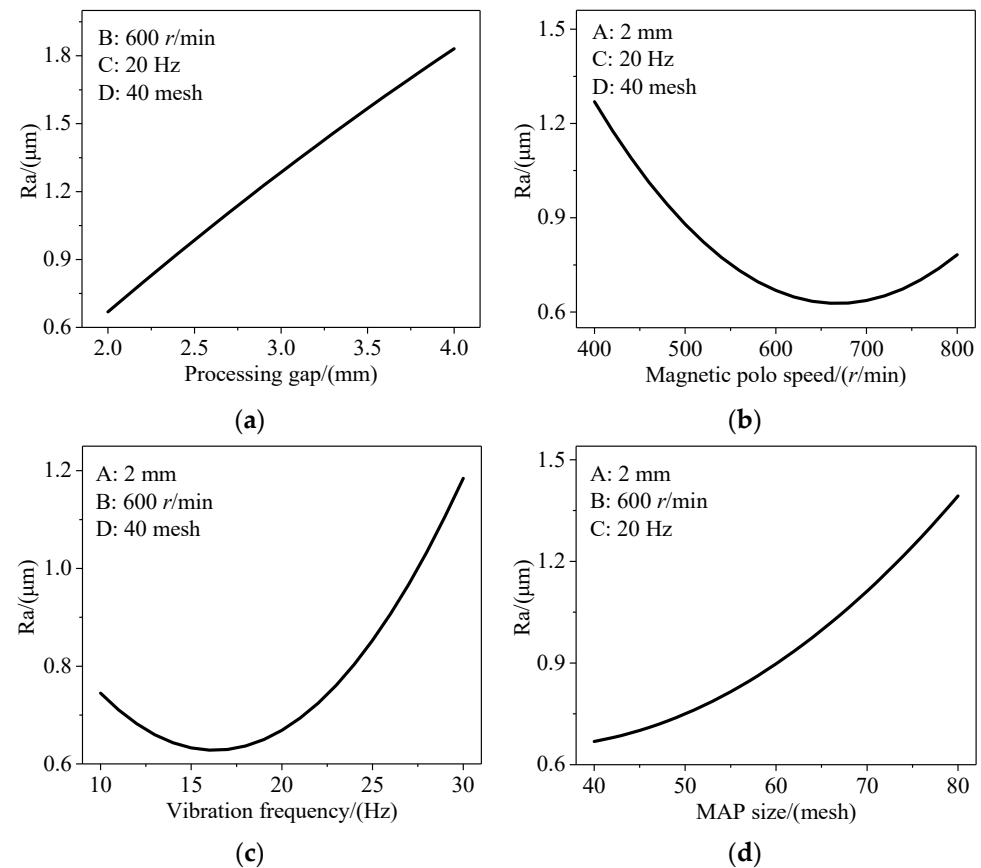 B: 600 r/min
C: 20 Hz
D: 40 mesh
Ra/(μm)
1.8
1.5
1.2
0.9
0.6
2.0 2.5 3.0 3.5 4.0
Processing gap/(mm)
(a)
A: 2 mm
C: 20 Hz
D: 40 mesh
Ra/(μm)
1.5
1.2
0.9
0.6
400 500 600 700 800
Magnetic polo speed/(r/min)
(b)
A: 2 mm
B: 600 r/min
D: 40 mesh
Ra/(μm)
1.2
1.0
0.8
0.6
10 15 20 25 30
Vibration frequency/(Hz)
(c)
A: 2 mm
B: 600 r/min
C: 20 Hz
Ra/(μm)
1.5
1.2
0.9
0.6
40 50 60 70 80
MAP size/(mesh)
(d)